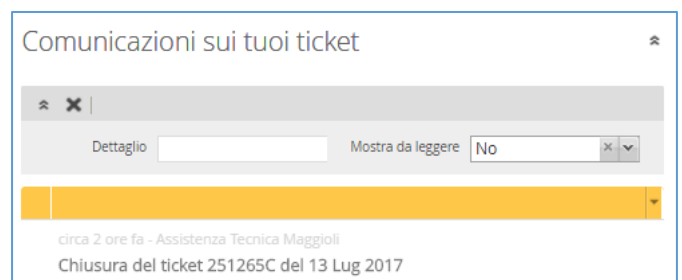 Comunicazioni sui tuoi ticket
Dettaglio Mostra da leggere No
circa 2 ore fa - Assistenza Tecnica Maggioli
Chiusura del ticket 251265C del 13 Lug 2017